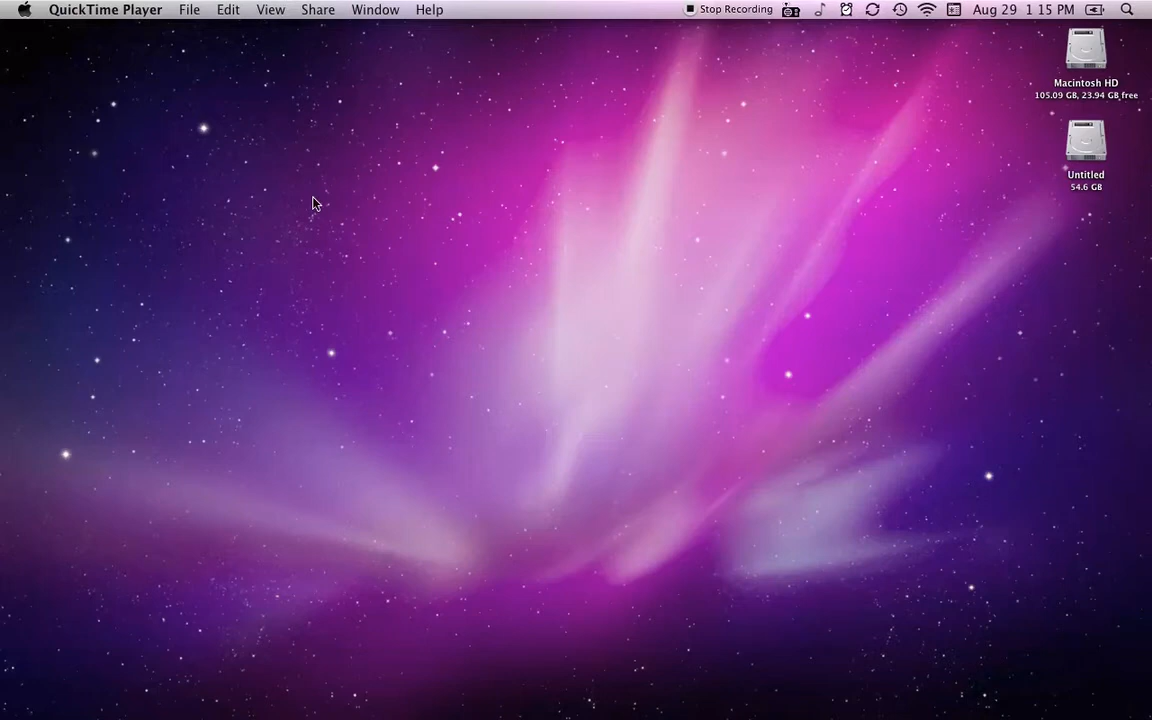 QuickTime Player File Edit View Share Window Help Stop Recording Aug 29 1 15 PM
Macintosh HD
105.09 GB, 23.94 GB free
Untitled
54.6 GB